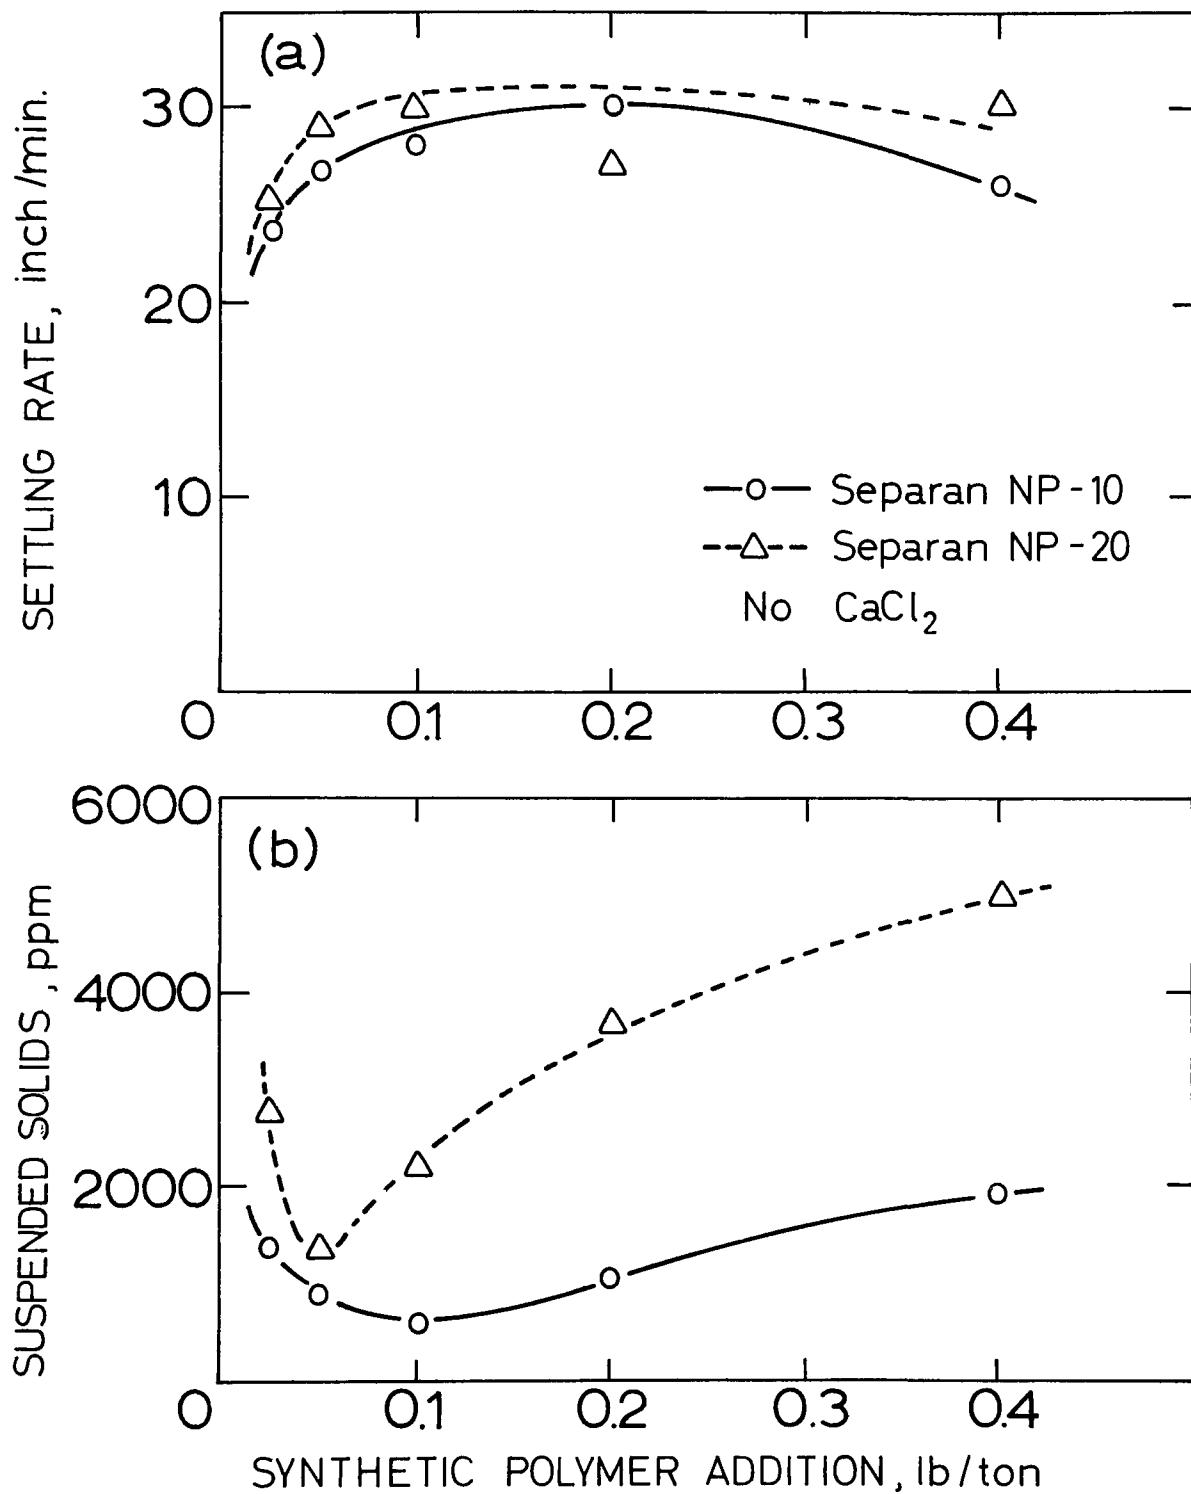 (a)
SETTLING RATE, inch/min.
30
20
10
0
Separan NP-10
Separan NP-20
No CaCl₂
0.1 0.2 0.3 0.4
(b)
SUSPENDED SOLIDS, ppm
6000
4000
2000
0 0.1 0.2 0.3 0.4
SYNTHETIC POLYMER ADDITION, lb/ton